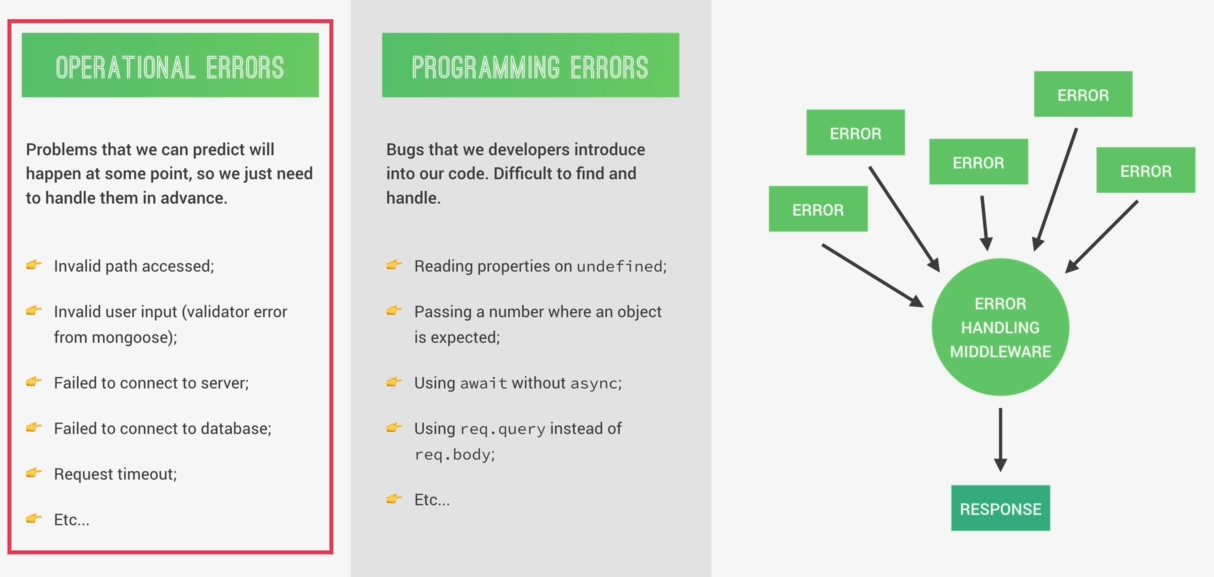 OPERATIONAL ERRORS
Problems that we can predict will
happen at some point, so we just need
to handle them in advance.
Invalid path accessed;
Invalid user input (validator error
from mongoose);
Failed to connect to server;
Failed to connect to database;
Request timeout;
Etc...
PROGRAMMING ERRORS
Bugs that we developers introduce
into our code. Difficult to find and
handle.
Reading properties on undefined;
Passing a number where an object
is expected;
Using await without async;
Using req.query instead of
req.body;
Etc...
ERROR
ERROR
ERROR
ERROR
ERROR
ERROR
HANDLING
MIDDLEWARE
RESPONSE